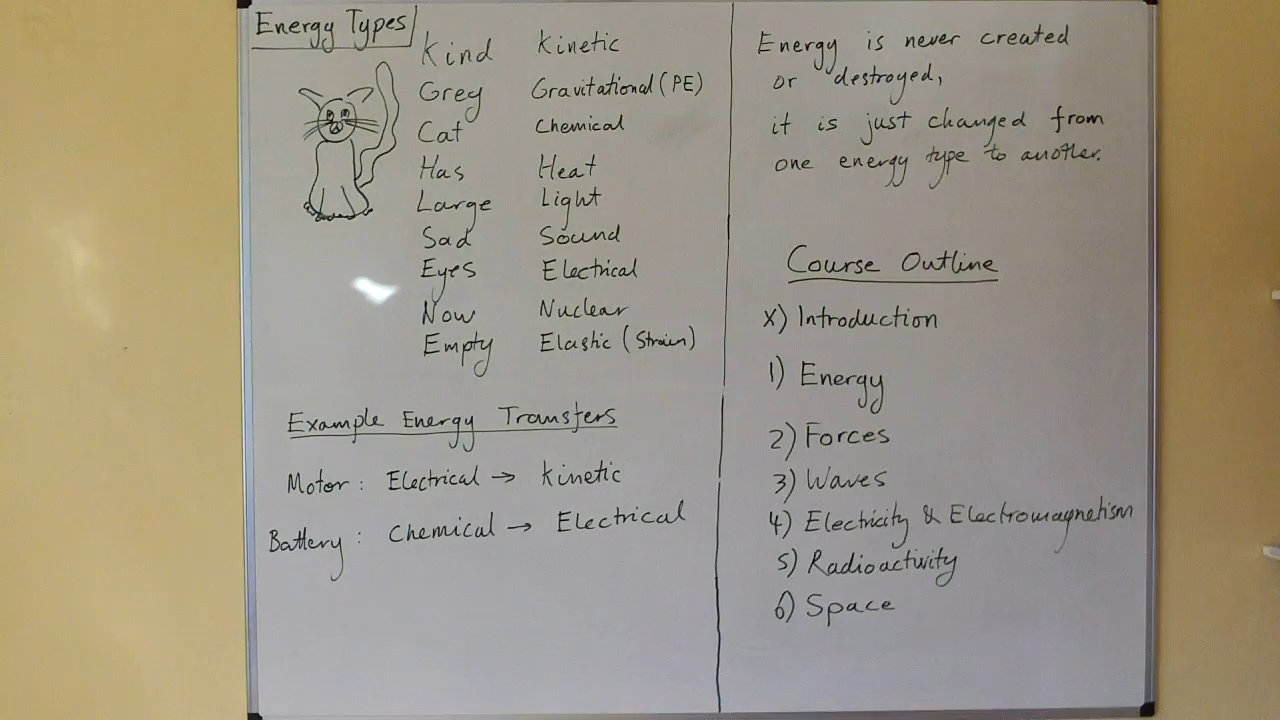 Energy Types
Kind Kinetic
Grey Gravitational (PE)
Cat Chemical
Has Heat
Large Light
Sad Sound
Eyes Electrical
Now Nuclear
Empty Elastic (Strain)
Example Energy Transfers
Motor: Electrical → Kinetic
Battery: Chemical → Electrical
Energy is never created
or destroyed,
it is just changed from
one energy type to another.
Course Outline
X) Introduction
1) Energy
2) Forces
3) Waves
4) Electricity & Electromagnetism
5) Radioactivity
6) Space